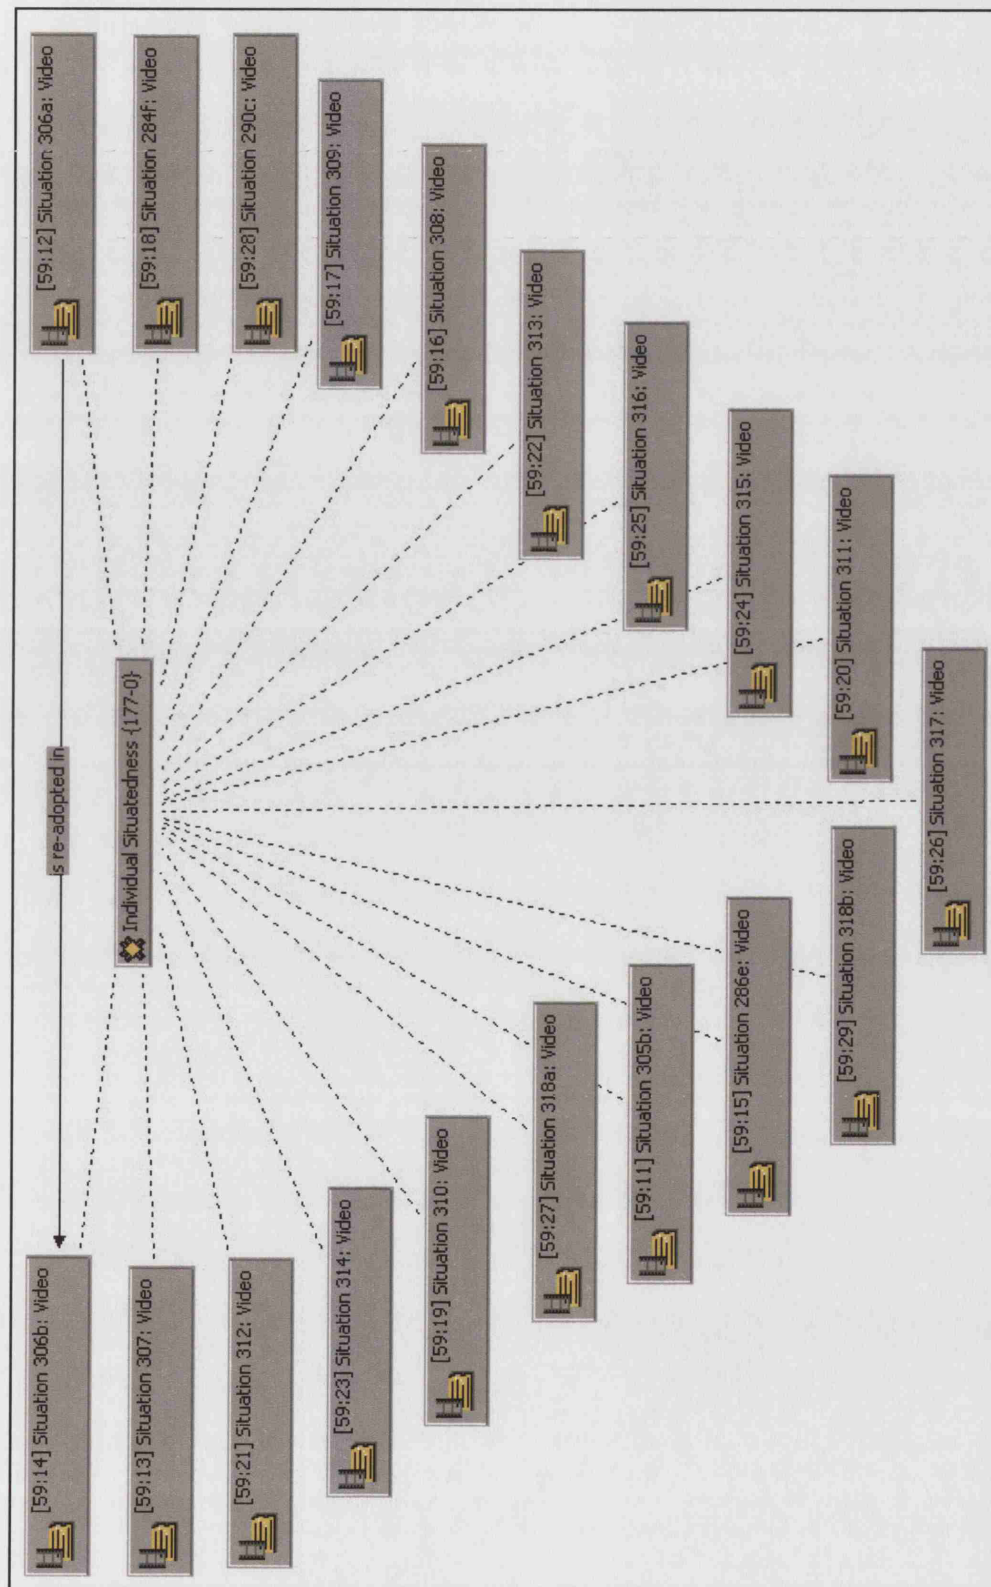 [59:14] Situation 306b: Video
s re-adopted in
[59:12] Situation 306a: Video
Individual Situatedness {177-0}
[59:13] Situation 307: Video
[59:18] Situation 284f: Video
[59:21] Situation 312: Video
[59:28] Situation 290c: Video
[59:23] Situation 314: Video
[59:17] Situation 309: Video
[59:19] Situation 310: Video
[59:16] Situation 308: Video
[59:27] Situation 318a: Video
[59:22] Situation 313: Video
[59:11] Situation 305b: Video
[59:25] Situation 316: Video
[59:15] Situation 286e: Video
[59:24] Situation 315: Video
[59:29] Situation 318b: Video
[59:20] Situation 311: Video
[59:26] Situation 317: Video